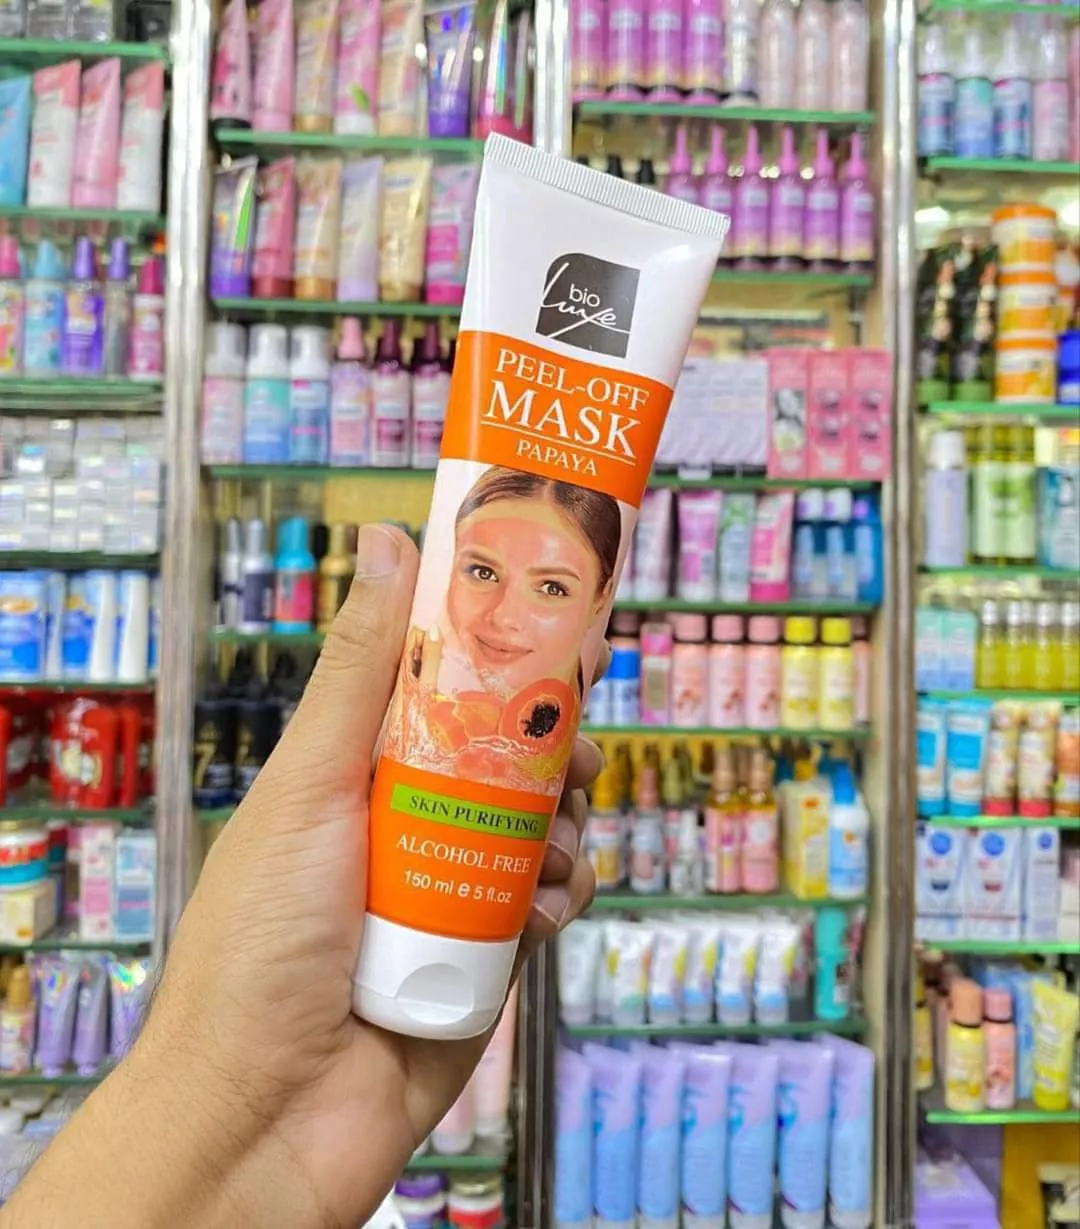 bio
Luxe
PEEL-OFF
MASK
PAPAYA
SKIN PURIFYING
ALCOHOL FREE
150 ml e 5 fl.oz